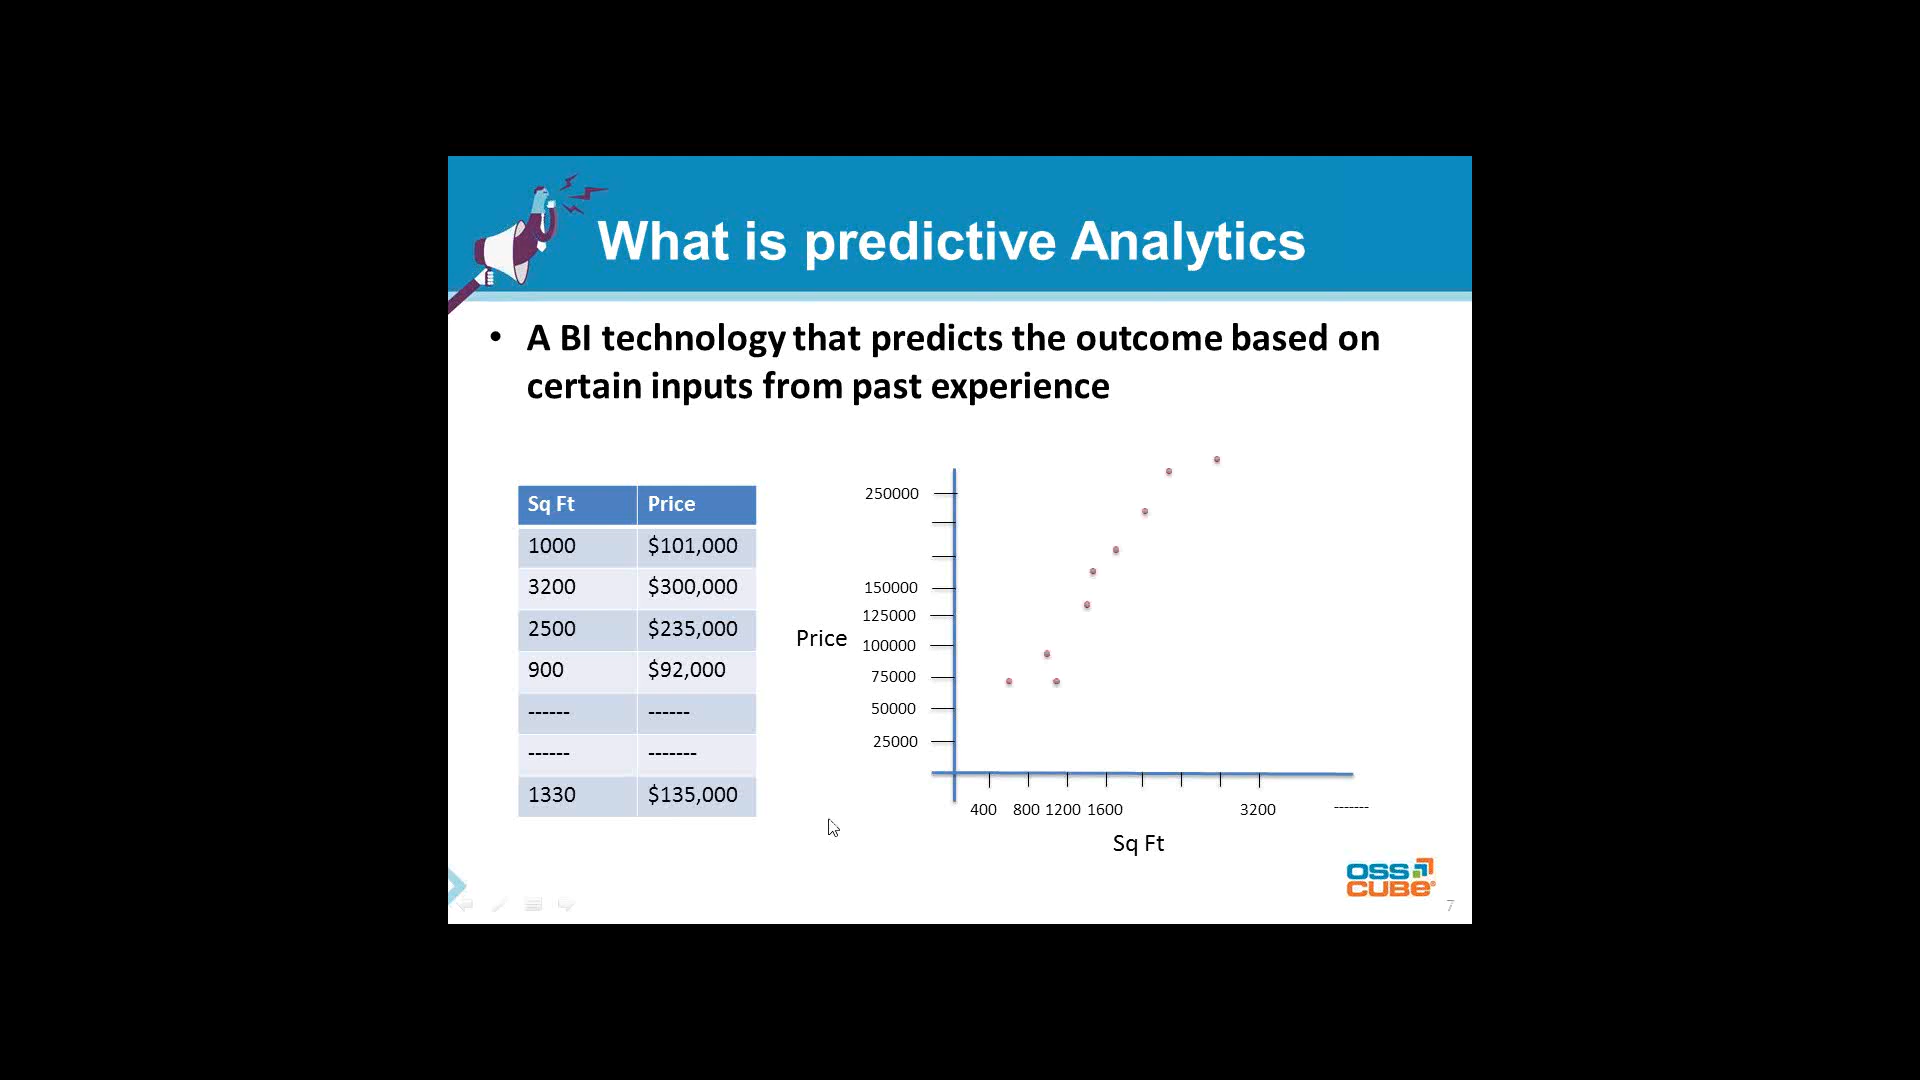 What is predictive Analytics
• A BI technology that predicts the outcome based on
certain inputs from past experience
Sq Ft Price
1000 $101,000
3200 $300,000
2500 $235,000
900 $92,000
------ ------
------ -------
1330 $135,000
250000
150000
125000
Price
100000
75000
50000
25000
400 800 1200 1600 3200 -------
Sq Ft
OSS
CUBE
7